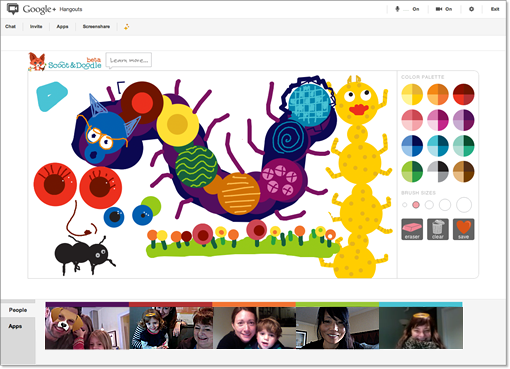 Google+ Hangouts
... On
On
Exit
Chat
Invite
Apps
Screenshare
beta
Scoot&Doodle
Learn more...
COLOR PALETTE
BRUSH SIZES
eraser
clear
save
People
Apps